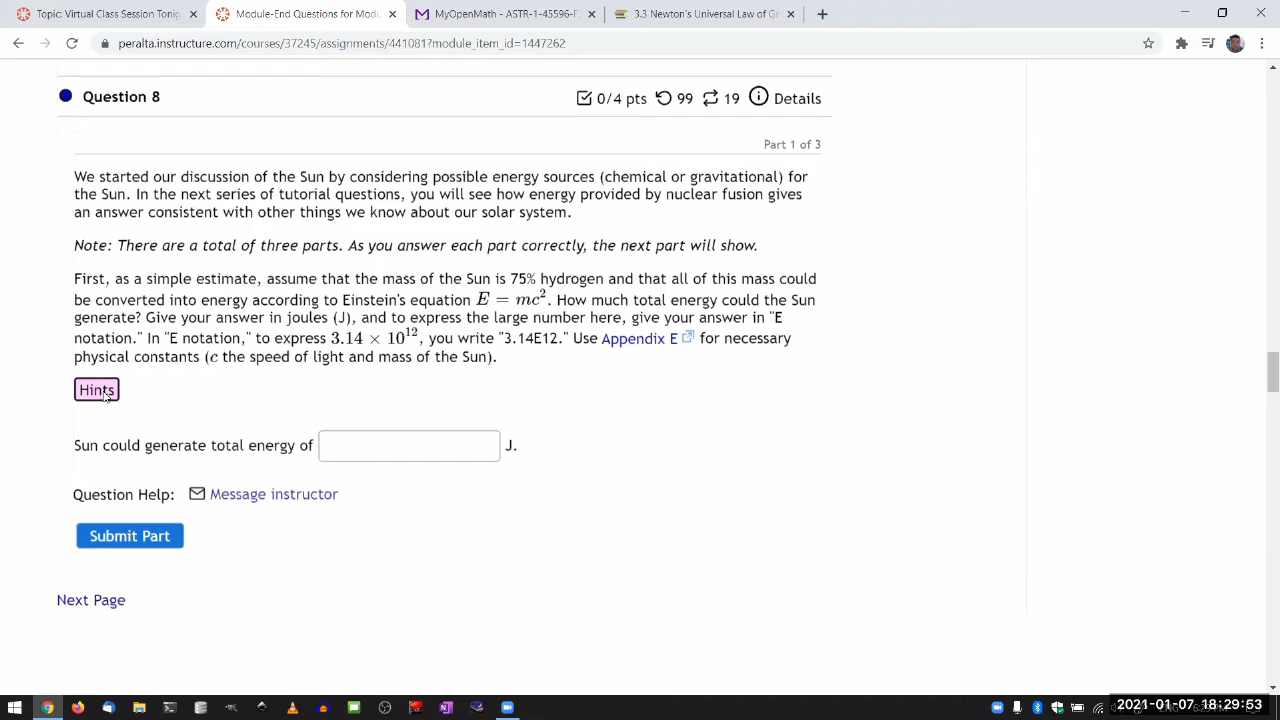 Topic Virtual Class Session Tonig
Module-End Questions for Modu
MyOpenMath - ASTR-1-45596-F
3.3 Newton's Universal Law of Gr
peralta.instructure.com/courses/37245/assignments/441081?module_item_id=1447262
Question 8
0/4 pts 99 19 Details
Part 1 of 3
We started our discussion of the Sun by considering possible energy sources (chemical or gravitational) for
the Sun. In the next series of tutorial questions, you will see how energy provided by nuclear fusion gives
an answer consistent with other things we know about our solar system.
Note: There are a total of three parts. As you answer each part correctly, the next part will show.
First, as a simple estimate, assume that the mass of the Sun is 75% hydrogen and that all of this mass could
be converted into energy according to Einstein's equation E = mc². How much total energy could the Sun
generate? Give your answer in joules (J), and to express the large number here, give your answer in "E
notation." In "E notation," to express 3.14 × 10¹², you write "3.14E12." Use Appendix E for necessary
physical constants (c the speed of light and mass of the Sun).
Hints
Sun could generate total energy of J.
Question Help: Message instructor
Submit Part
Next Page
2021-01-07 18:29:53